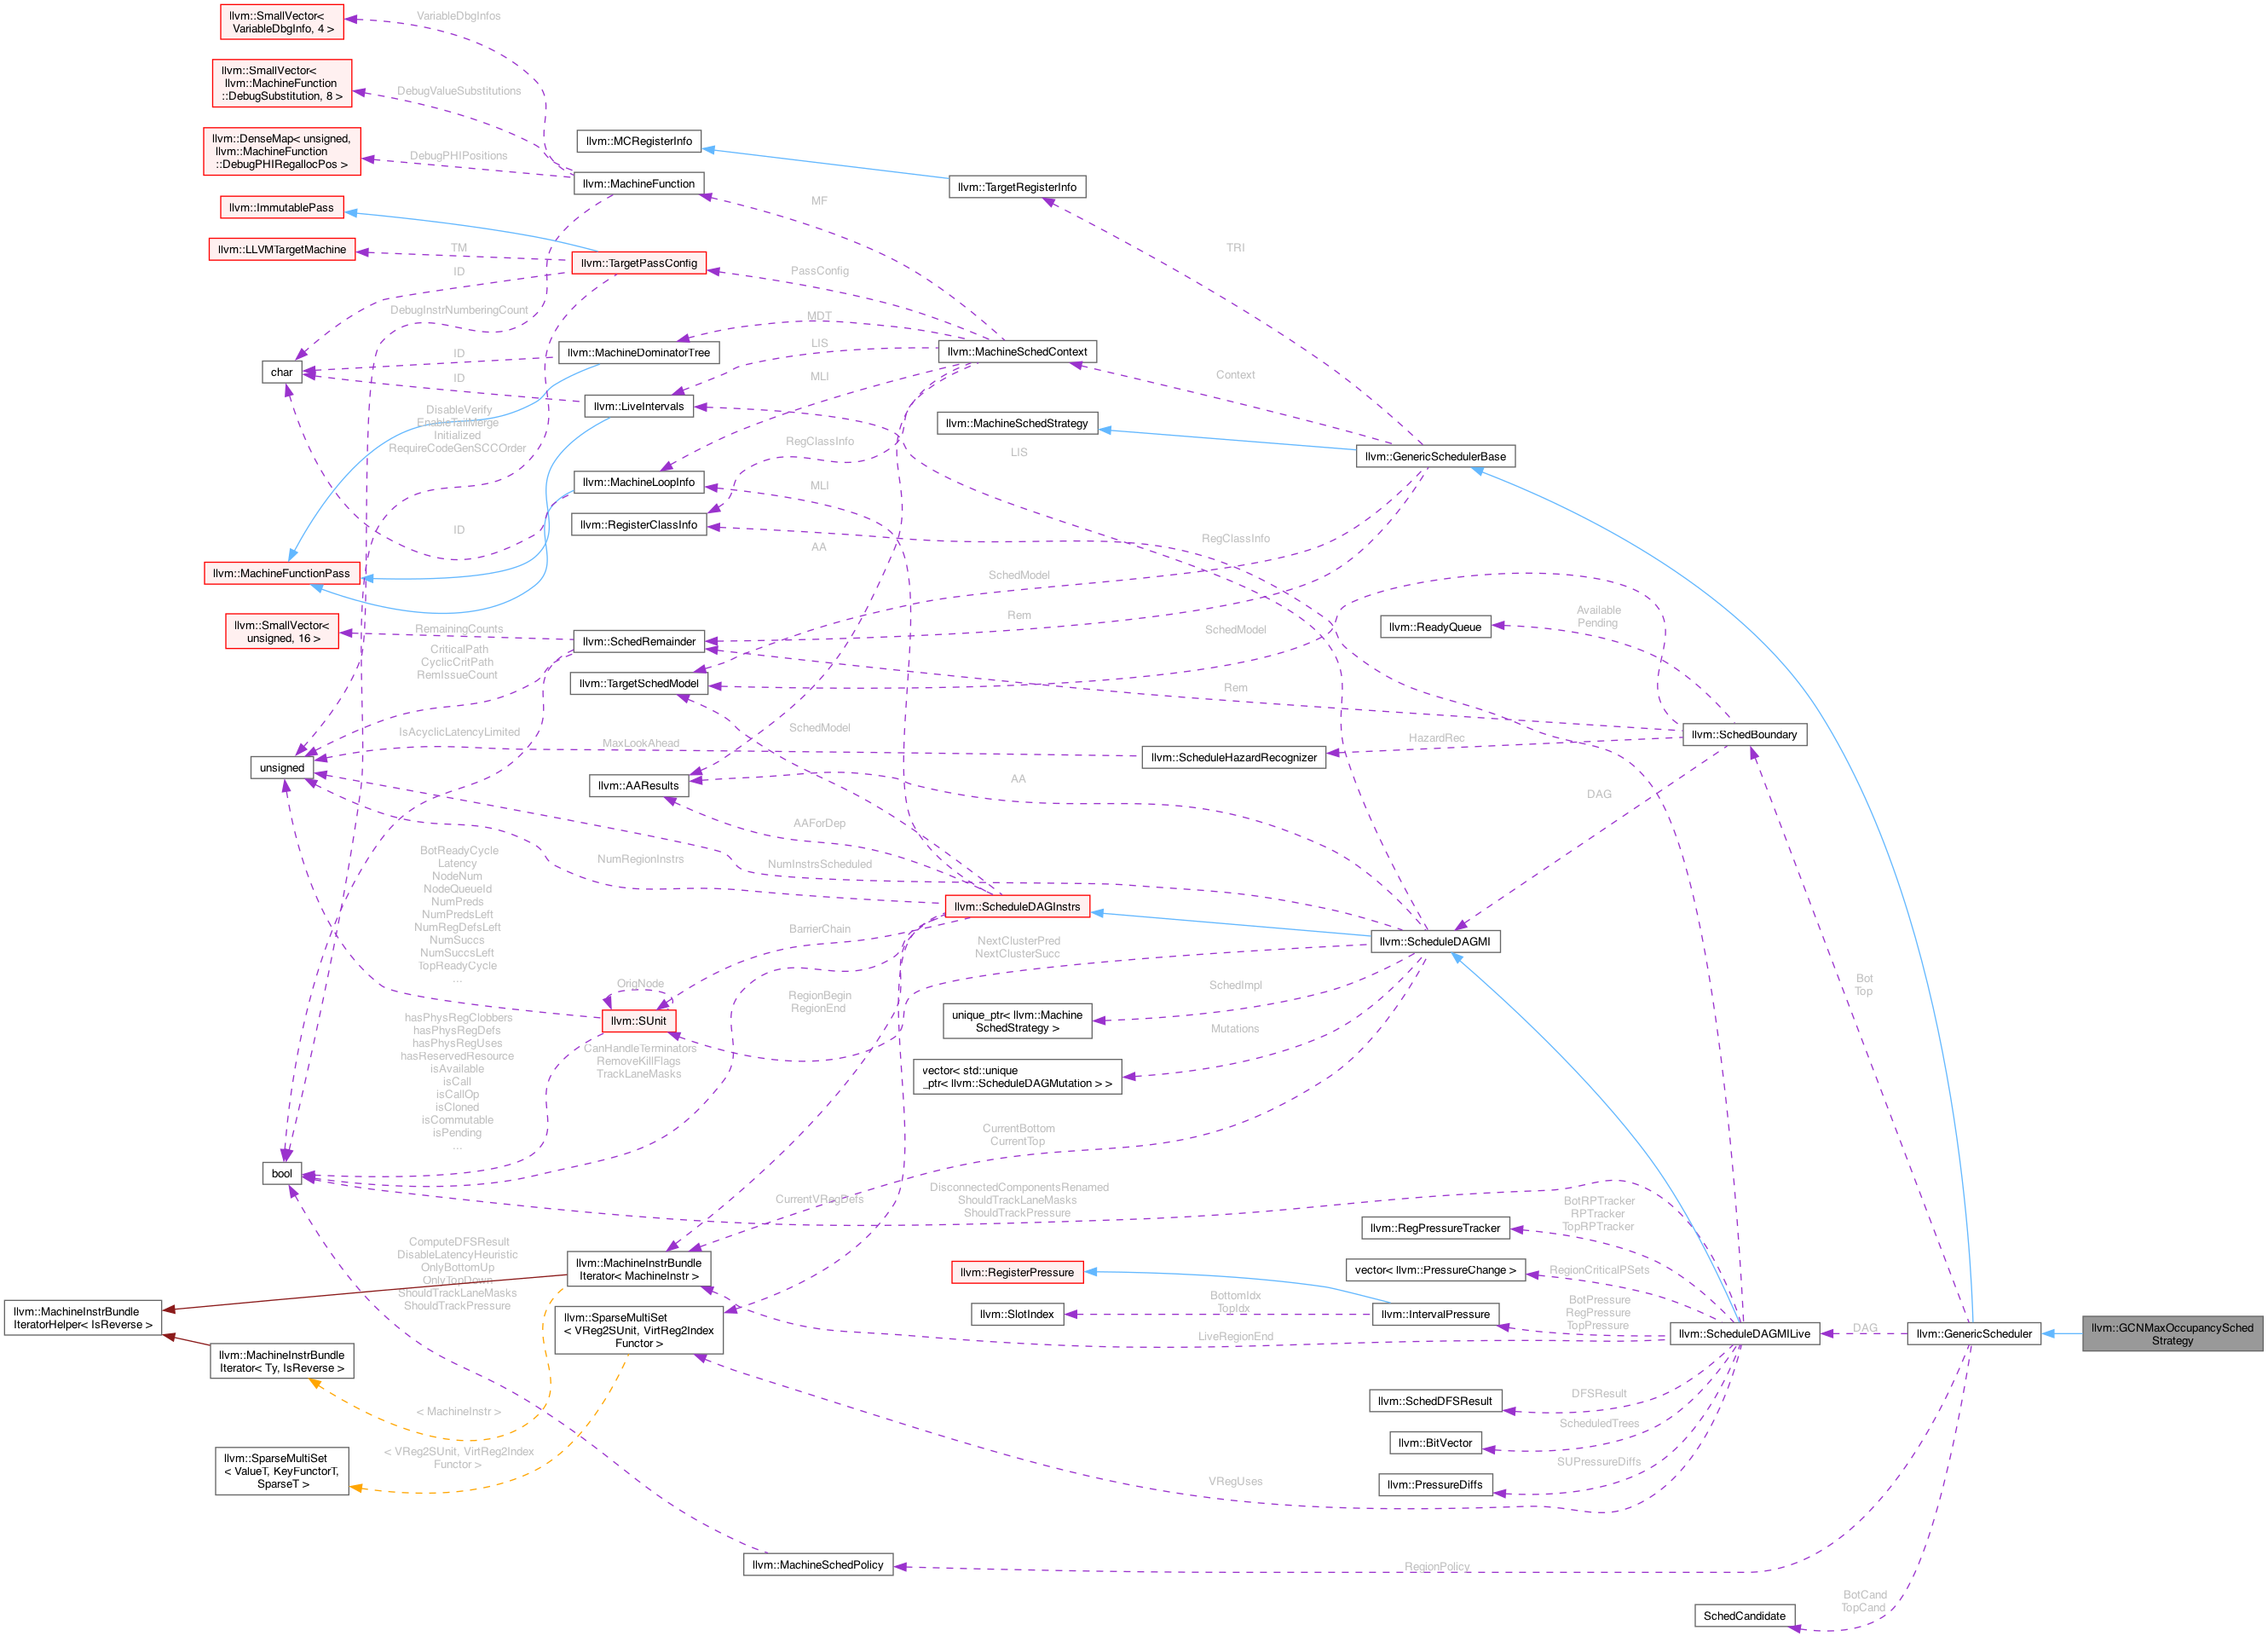 llvm::SmallVector<
VariableDbgInfo, 4 >
VariableDbgInfos
llvm::SmallVector<
llvm::MachineFunction
::DebugSubstitution, 8 >
DebugValueSubstitutions
llvm::DenseMap< unsigned,
llvm::MachineFunction
::DebugPHIRegallocPos >
DebugPHIPositions
llvm::MCRegisterInfo
llvm::MachineFunction
llvm::TargetRegisterInfo
MF
llvm::ImmutablePass
llvm::LLVMTargetMachine
TM
ID
llvm::TargetPassConfig
PassConfig
TRI
DebugInstrNumberingCount
MDT
llvm::MachineDominatorTree
LIS
llvm::MachineSchedContext
char
ID
ID
MLI
Context
llvm::LiveIntervals
DisableVerify
EnableTailMerge
Initialized
RequireCodeGenSCCOrder
llvm::MachineSchedStrategy
RegClassInfo
LIS
llvm::GenericSchedulerBase
llvm::MachineLoopInfo
MLI
llvm::RegisterClassInfo
ID
RegClassInfo
AA
llvm::MachineFunctionPass
SchedModel
llvm::SmallVector<
unsigned, 16 >
RemainingCounts
llvm::SchedRemainder
Rem
SchedModel
llvm::ReadyQueue
Available
Pending
CriticalPath
CyclicCritPath
RemIssueCount
llvm::TargetSchedModel
Rem
IsAcyclicLatencyLimited
SchedModel
llvm::SchedBoundary
MaxLookAhead
HazardRec
llvm::ScheduleHazardRecognizer
unsigned
llvm::AAResults
AA
DAG
AAForDep
BotReadyCycle
Latency
NodeNum
NodeQueueId
NumPreds
NumPredsLeft
NumRegDefsLeft
NumSuccs
NumSuccsLeft
TopReadyCycle
...
NumRegionInstrs
NumInstrsScheduled
llvm::ScheduleDAGInstrs
BarrierChain
NextClusterPred
NextClusterSucc
llvm::ScheduleDAGMI
OrigNode
RegionBegin
RegionEnd
SchedImpl
Bot
Top
llvm::SUnit
unique_ptr< llvm::Machine
SchedStrategy >
Mutations
hasPhysRegClobbers
hasPhysRegDefs
hasPhysRegUses
hasReservedResource
isAvailable
isCall
isCallOp
isCloned
isCommutable
isPending
...
CanHandleTerminators
RemoveKillFlags
TrackLaneMasks
vector< std::unique
_ptr< llvm::ScheduleDAGMutation > >
CurrentBottom
CurrentTop
bool
CurrentVRegDefs
DisconnectedComponentsRenamed
ShouldTrackLaneMasks
ShouldTrackPressure
llvm::RegPressureTracker
BotRPTracker
RPTracker
TopRPTracker
ComputeDFSResult
DisableLatencyHeuristic
OnlyBottomUp
OnlyTopDown
ShouldTrackLaneMasks
ShouldTrackPressure
llvm::MachineInstrBundle
Iterator< MachineInstr >
llvm::RegisterPressure
vector< llvm::PressureChange >
RegionCriticalPSets
llvm::MachineInstrBundle
IteratorHelper< IsReverse >
llvm::SparseMultiSet
< VReg2SUnit, VirtReg2Index
Functor >
llvm::SlotIndex
BottomIdx
TopIdx
llvm::IntervalPressure
BotPressure
RegPressure
TopPressure
LiveRegionEnd
llvm::ScheduleDAGMILive
DAG
llvm::GenericScheduler
llvm::GCNMaxOccupancySched
Strategy
llvm::MachineInstrBundle
Iterator< Ty, IsReverse >
llvm::SchedDFSResult
DFSResult
< MachineInstr >
ScheduledTrees
llvm::BitVector
llvm::SparseMultiSet
< ValueT, KeyFunctorT,
SparseT >
< VReg2SUnit, VirtReg2Index
Functor >
SUPressureDiffs
llvm::PressureDiffs
VRegUses
llvm::MachineSchedPolicy
RegionPolicy
BotCand
TopCand
SchedCandidate